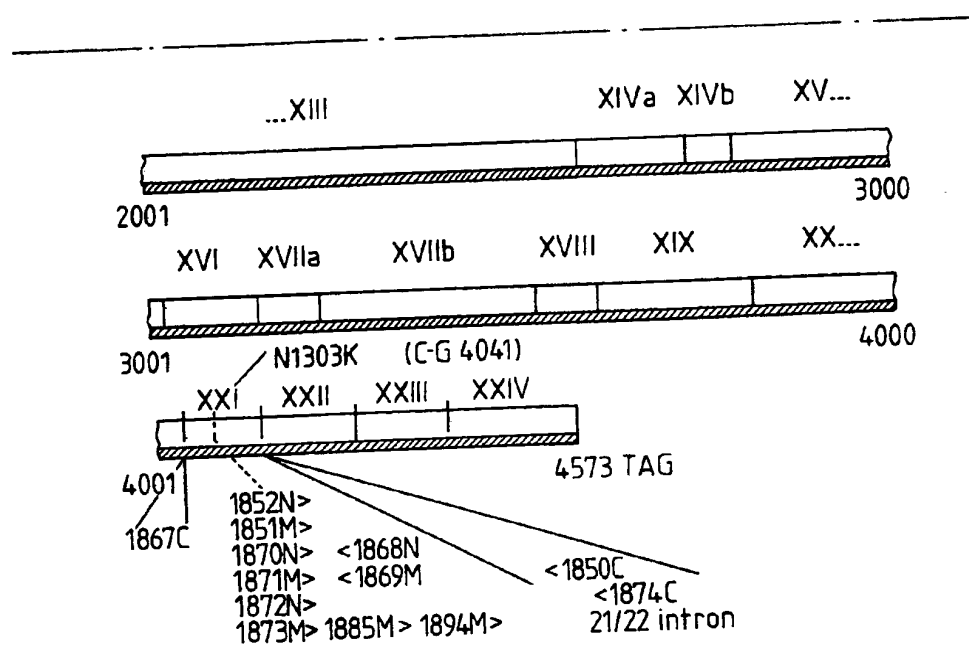 ...XIII XIVa XIVb XV...
2001 3000
XVI XVIIa XVIIb XVIII XIX XX...
3001 4000
N1303K (C-G 4041)
XXI XXII XXIII XXIV
4001 4573 TAG
1867C
1852N>
1851M>
1870N> <1868N
1871M> <1869M
1872N>
1873M> 1885M> 1894M>
<1850C
<1874C
21/22 intron